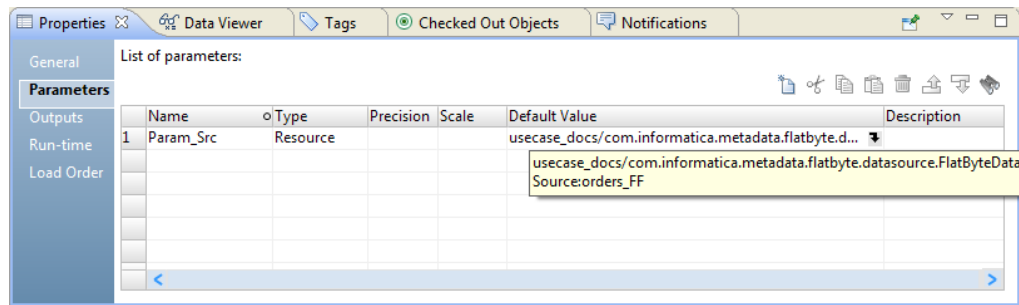 Properties Data Viewer Tags Checked Out Objects Notifications
General
Parameters
Outputs
Run-time
Load Order
List of parameters:
Name Type Precision Scale Default Value Description
1 Param_Src Resource usecase_docs/com.informatica.metadata.flatbyte.d...
usecase_docs/com.informatica.metadata.flatbyte.datasource.FlatByteData
Source:orders_FF